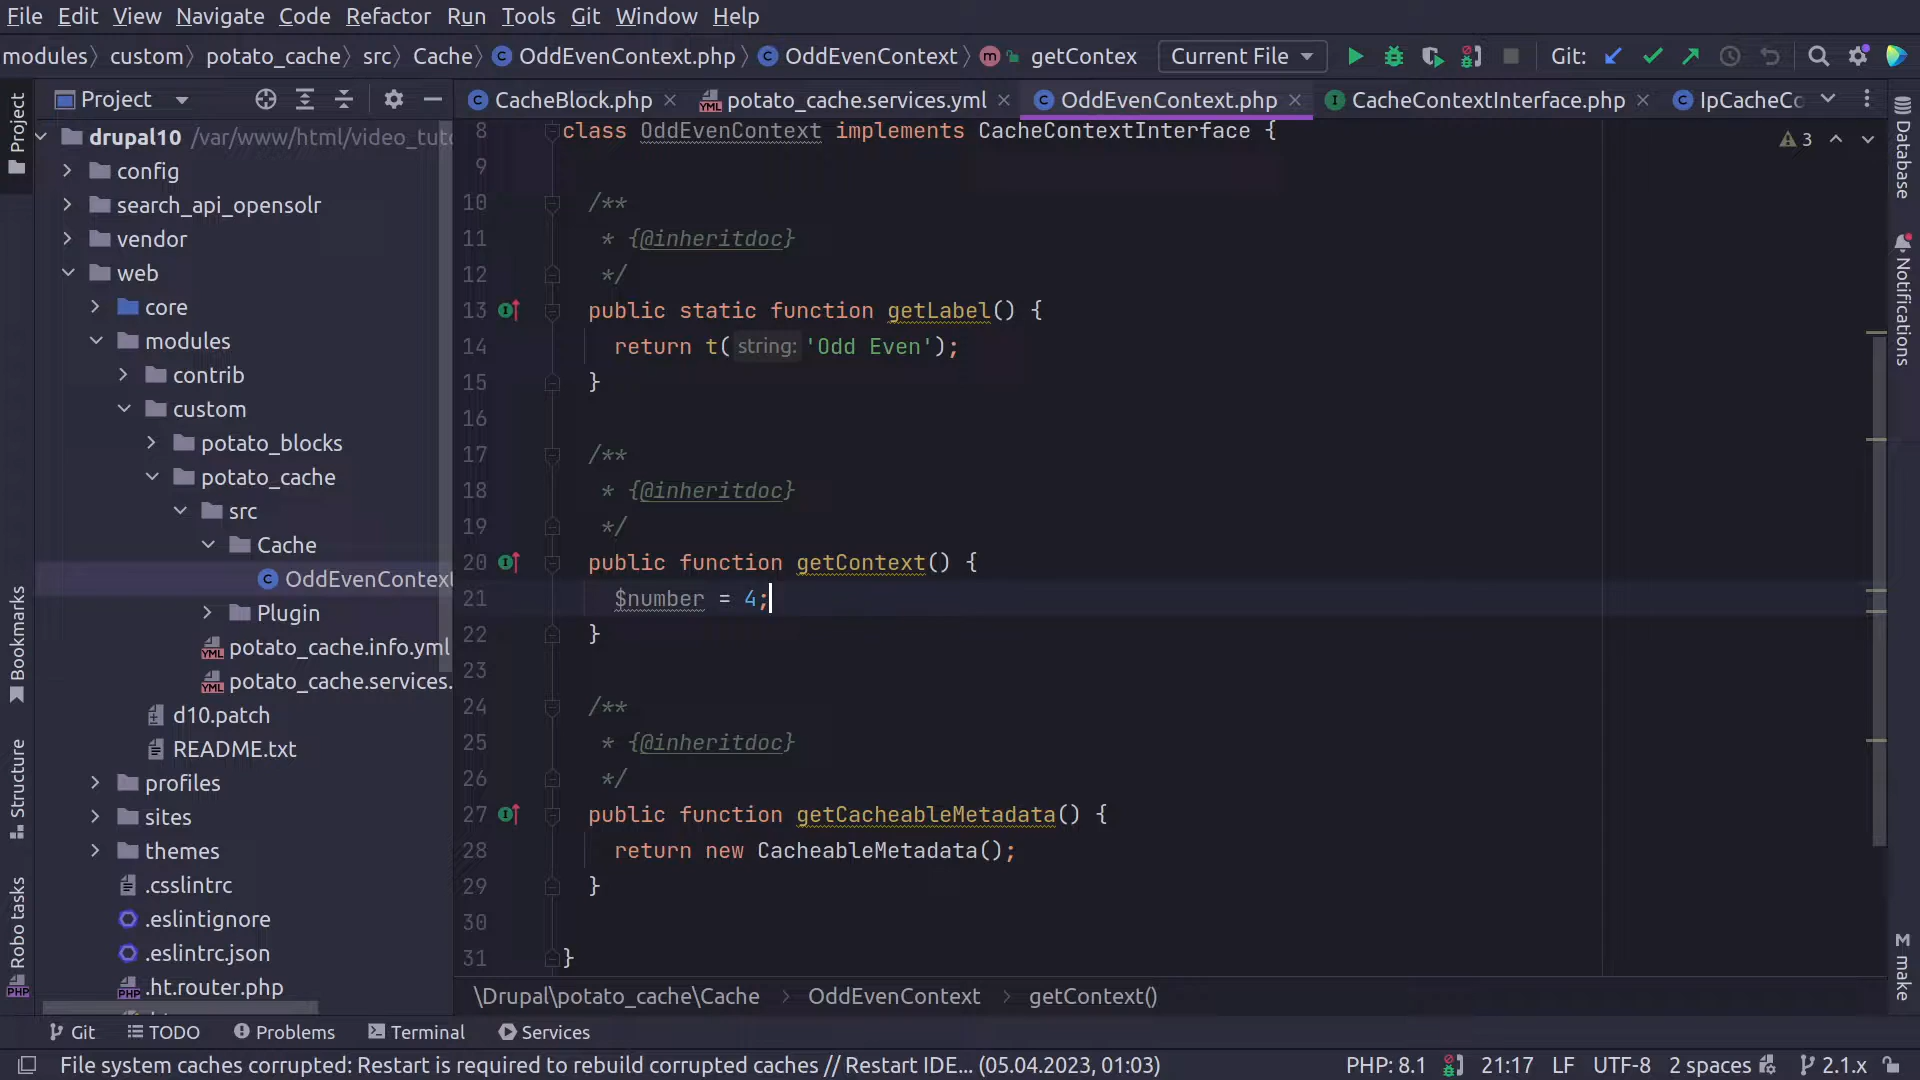 File Edit View Navigate Code Refactor Run Tools Git Window Help
modules custom potato_cache src Cache OddEvenContext.php OddEvenContext getContex Current File Git:
Project
CacheBlock.php potato_cache.services.yml OddEvenContext.php CacheContextInterface.php IpCacheCo
drupal10 /var/www/html/video_tuto
config
search_api_opensolr
vendor
web
core
modules
contrib
custom
potato_blocks
potato_cache
src
Cache
OddEvenContext
Plugin
potato_cache.info.yml
potato_cache.services.
d10.patch
README.txt
profiles
sites
themes
.csslintrc
.eslintignore
.eslintrc.json
.ht.router.php
8 class OddEvenContext implements CacheContextInterface {
9
10 /**
11 * {@inheritdoc}
12 */
13 public static function getLabel() {
14 return t( string: 'Odd Even');
15 }
16
17 /**
18 * {@inheritdoc}
19 */
20 public function getContext() {
21 $number = 4;
22 }
23
24 /**
25 * {@inheritdoc}
26 */
27 public function getCacheableMetadata() {
28 return new CacheableMetadata();
29 }
30
31 }
3
Project
Bookmarks
Structure
Robo tasks
Database
Notifications
make
\Drupal\potato_cache\Cache OddEvenContext getContext()
Git TODO Problems Terminal Services
File system caches corrupted: Restart is required to rebuild corrupted caches // Restart IDE... (05.04.2023, 01:03) PHP: 8.1 21:17 LF UTF-8 2 spaces 2.1.x